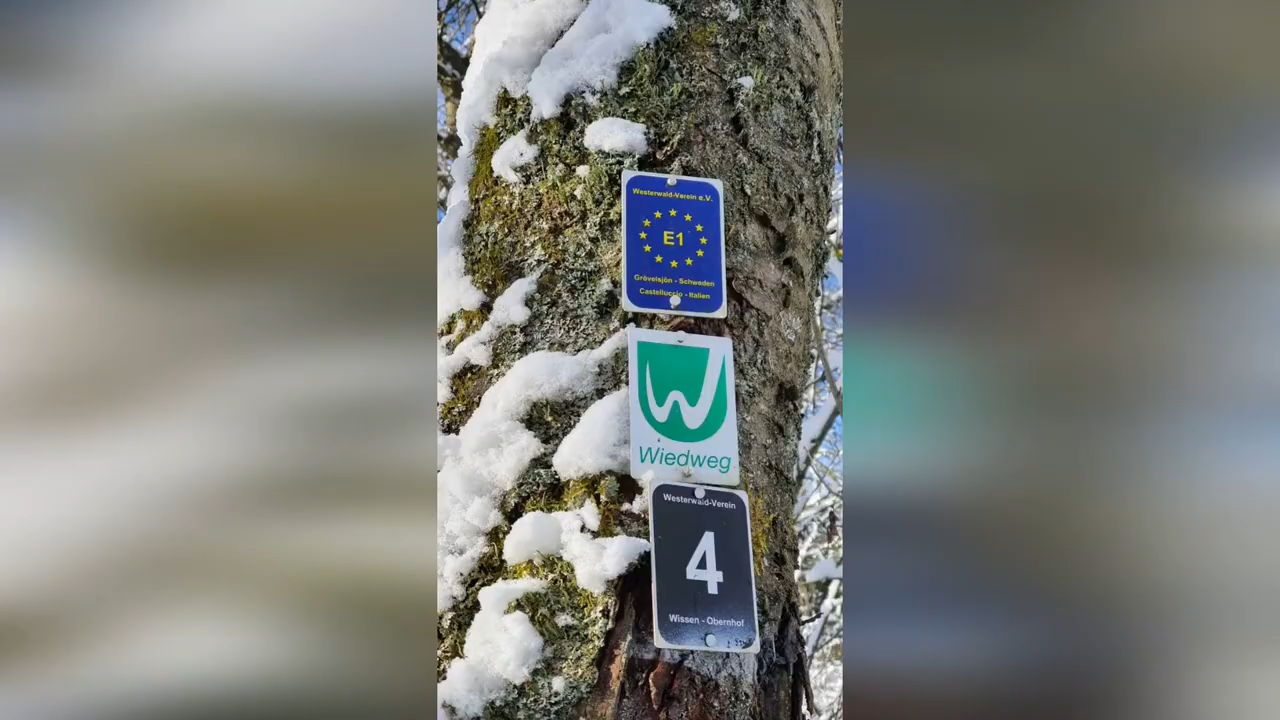 Westerwald-Verein e.V.
E1
Grövelsjön - Schweden
Castelluccio - Italien
W
Wiedweg
Westerwald-Verein
4
Wissen - Obernhof